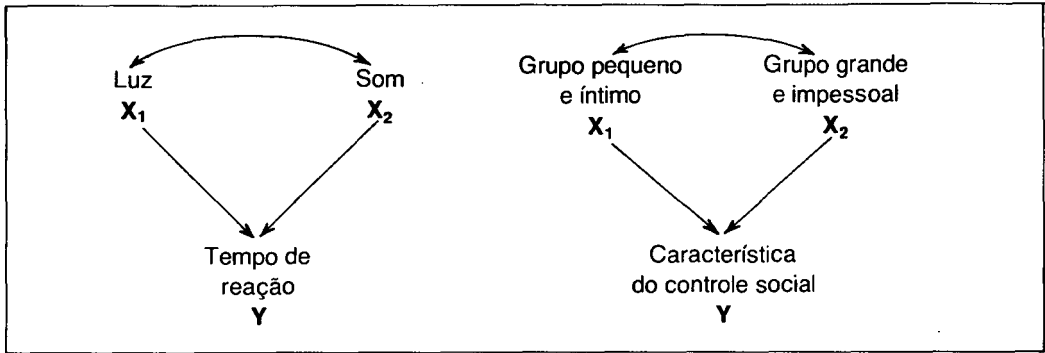 Luz
X₁
Som
X₂
Tempo de
reação
Y
Grupo pequeno
e íntimo
X₁
Grupo grande
e impessoal
X₂
Característica
do controle social
Y